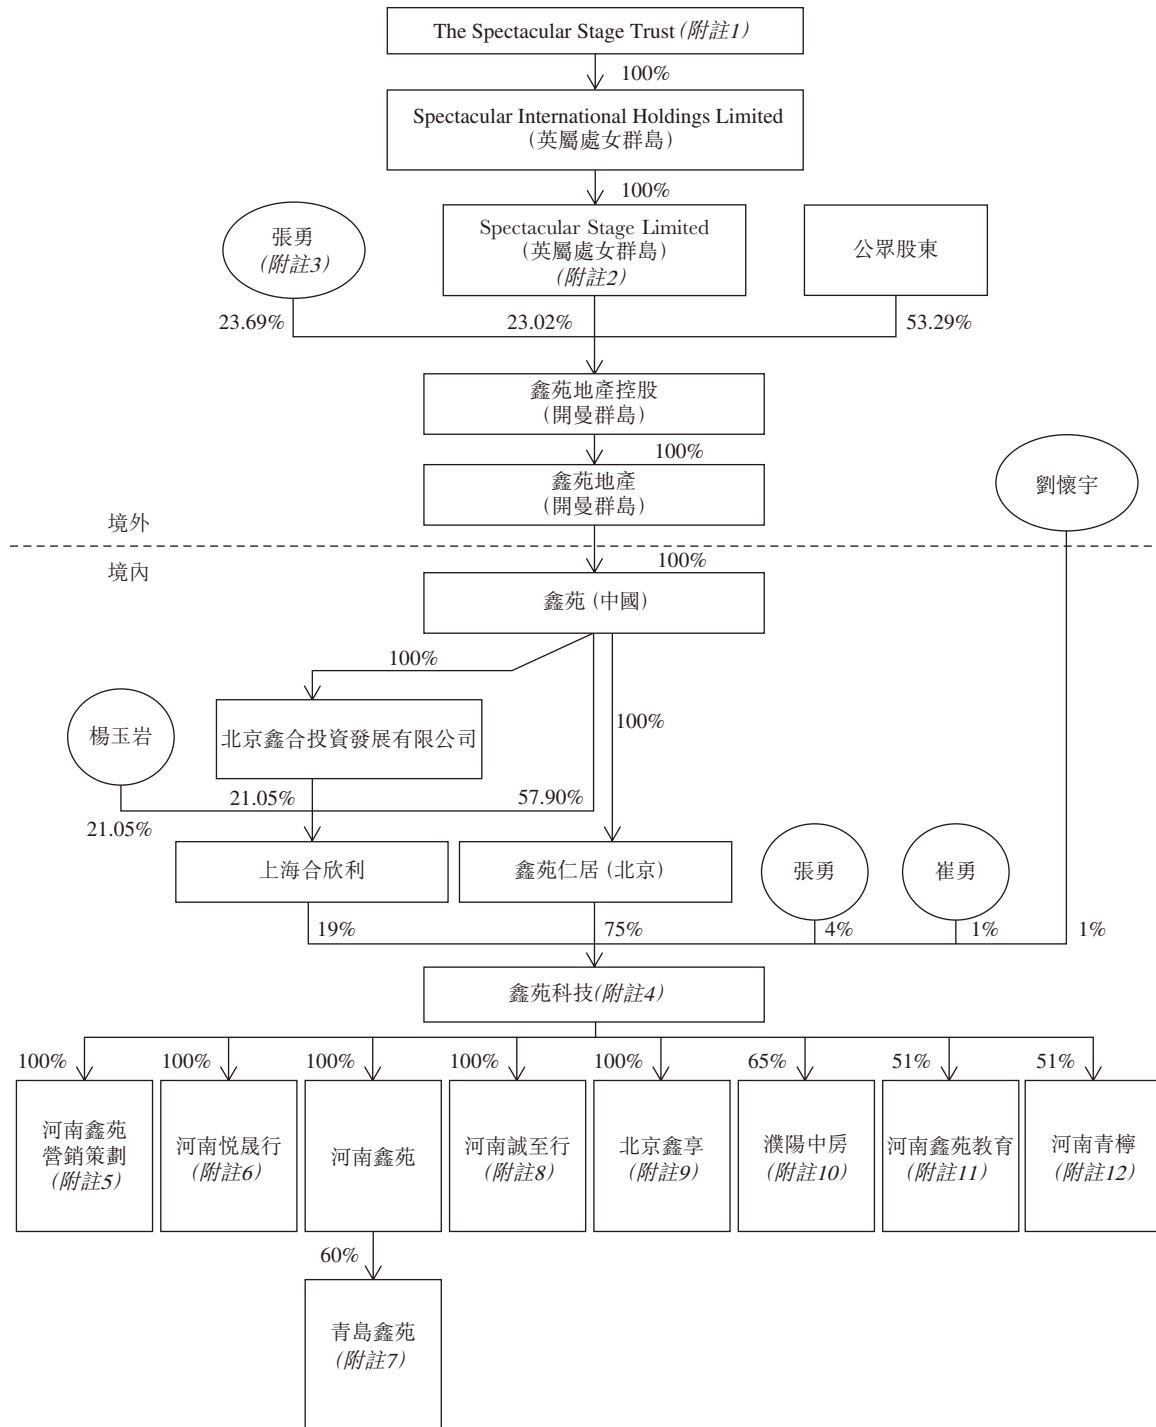 The Spectacular Stage Trust (附註1)
100%
Spectacular International Holdings Limited
(英屬處女群島)
100%
張勇
(附註3)
Spectacular Stage Limited
(英屬處女群島)
(附註2)
公眾股東
23.69%
23.02%
53.29%
鑫苑地產控股
(開曼群島)
100%
鑫苑地產
(開曼群島)
劉懷宇
境外
境內
100%
鑫苑 (中國)
100%
楊玉岩
北京鑫合投資發展有限公司
100%
21.05%
21.05%
57.90%
上海合欣利
鑫苑仁居 (北京)
張勇
崔勇
19%
75%
4%
1%
1%
鑫苑科技(附註4)
100%
100%
100%
100%
100%
65%
51%
51%
河南鑫苑
營銷策劃
(附註5)
河南悦晟行
(附註6)
河南鑫苑
河南誠至行
(附註8)
北京鑫享
(附註9)
濮陽中房
(附註10)
河南鑫苑教育
(附註11)
河南青檸
(附註12)
60%
青島鑫苑
(附註7)